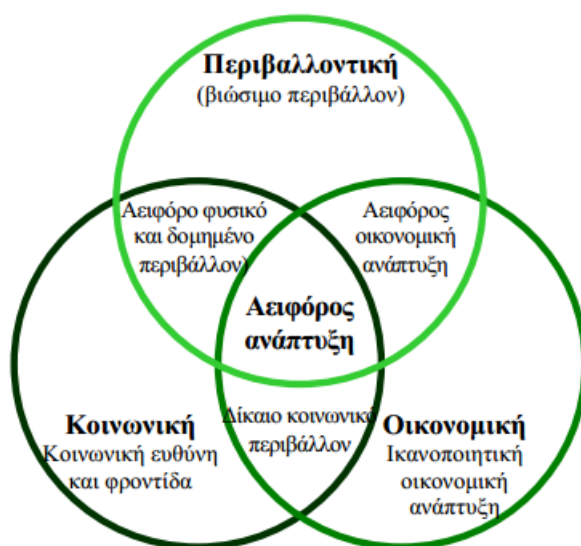 Περιβαλλοντική
(βιώσιμο περιβάλλον)
Αειφόρο φυσικό
και δομημένο
περιβάλλον)
Αειφόρος
οικονομική
ανάπτυξη
Αειφόρος
ανάπτυξη
Κοινωνική
Κοινωνική ευθύνη
και φροντίδα
Δίκαιο κοινωνικό
περιβάλλον
Οικονομική
Ικανοποιητική
οικονομική
ανάπτυξη